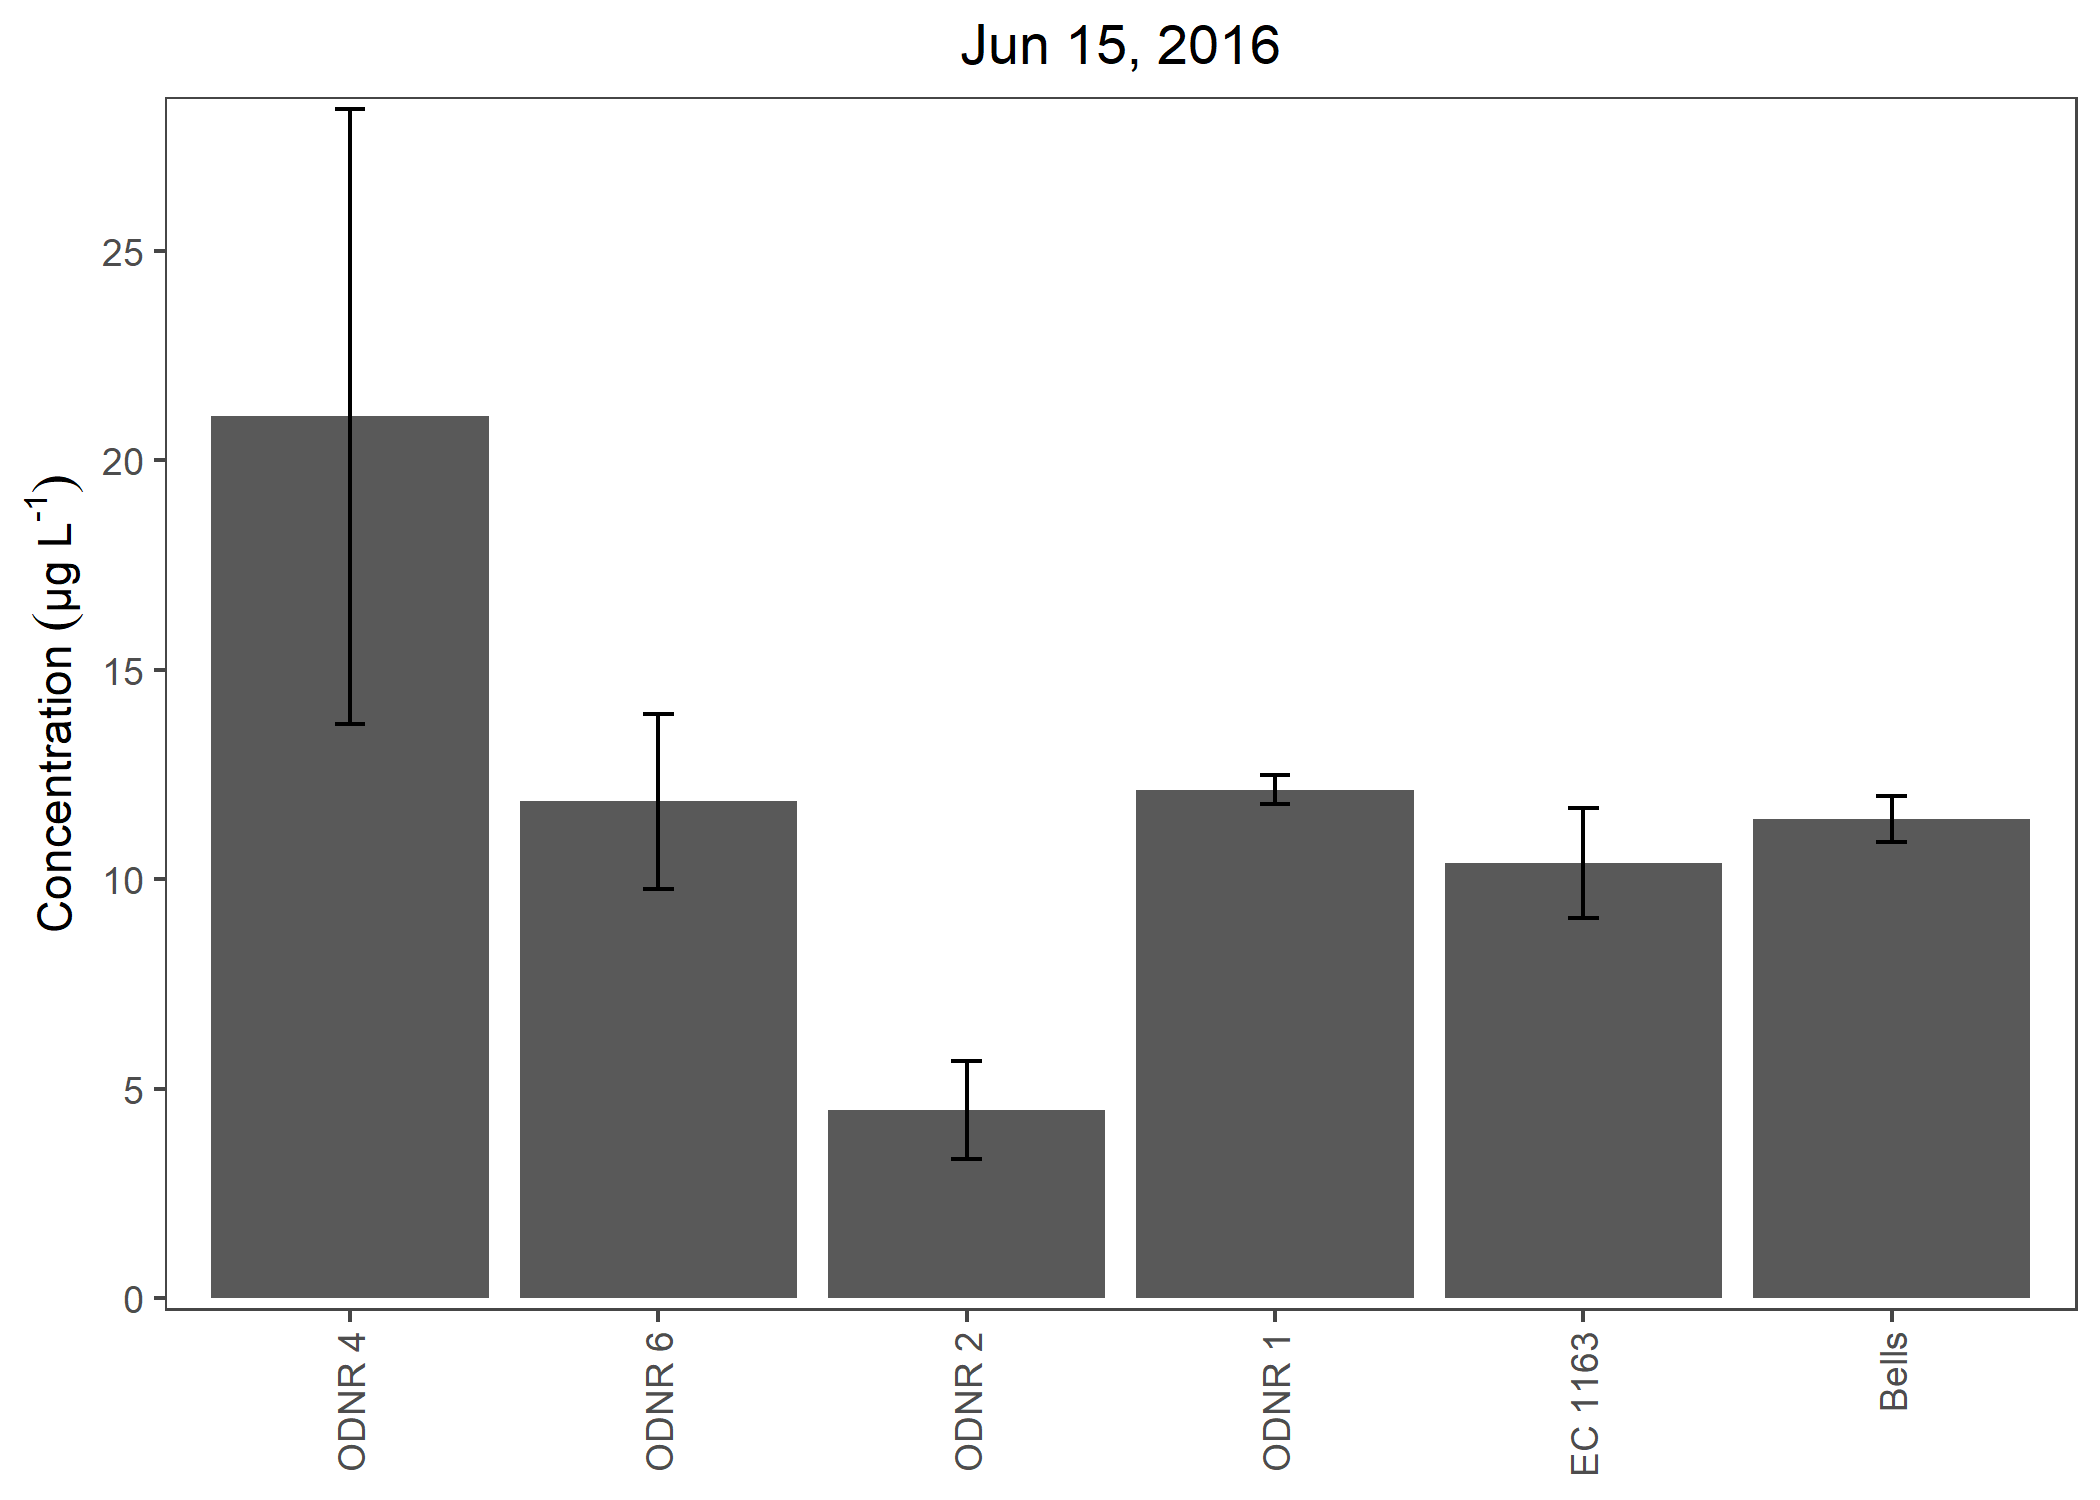 Jun 15, 2016
Concentration (µg L⁻¹)
25
20
15
10
5
0
ODNR 4
ODNR 6
ODNR 2
ODNR 1
EC 1163
Bells